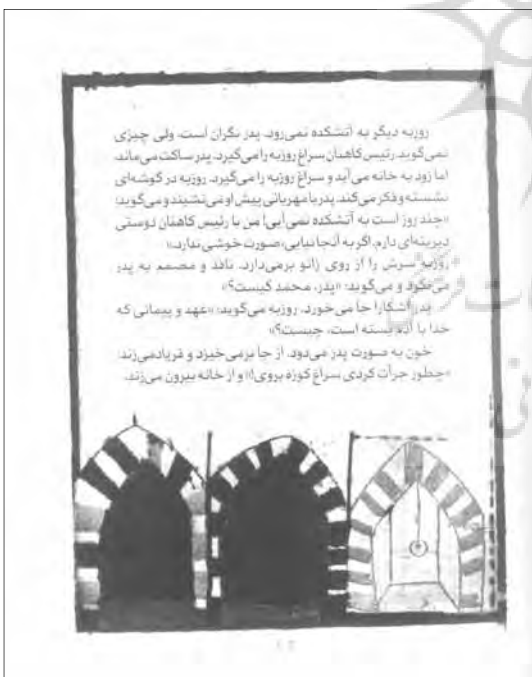 روزبه دیگر به آتشکده نمی‌رود. پدر نگران است، ولی چیزی
نمی‌گوید. رئیس کاهنان سراغ روزبه را می‌گیرد. پدر ساکت می‌ماند.
اما زود به خانه می‌آید و سراغ روزبه را می‌گیرد. روزبه در گوشه‌ای
نشسته و فکر می‌کند. پدر با مهربانی پیش او می‌نشیند و می‌گوید:
«چند روز است به آتشکده نمی‌آیی! من با رئیس کاهنان دوستی
دیرینه‌ای دارم. اگر به آنجا نیایی، صورت خوشی ندارد.»
روزبه سرش را از روی زانو برمی‌دارد. نافذ و مصمم به پدر
می‌نگرد و می‌گوید: «پدر، محمد کیست؟»
پدر آشکارا جا می‌خورد. روزبه می‌گوید: «عهد و پیمانی که
خدا با آدم بسته است، چیست؟»
خون به صورت پدر می‌دود. از جا برمی‌خیزد و فریاد می‌زند:
«چطور جرأت کردی سراغ کوزه بروی!» و از خانه بیرون می‌زند.